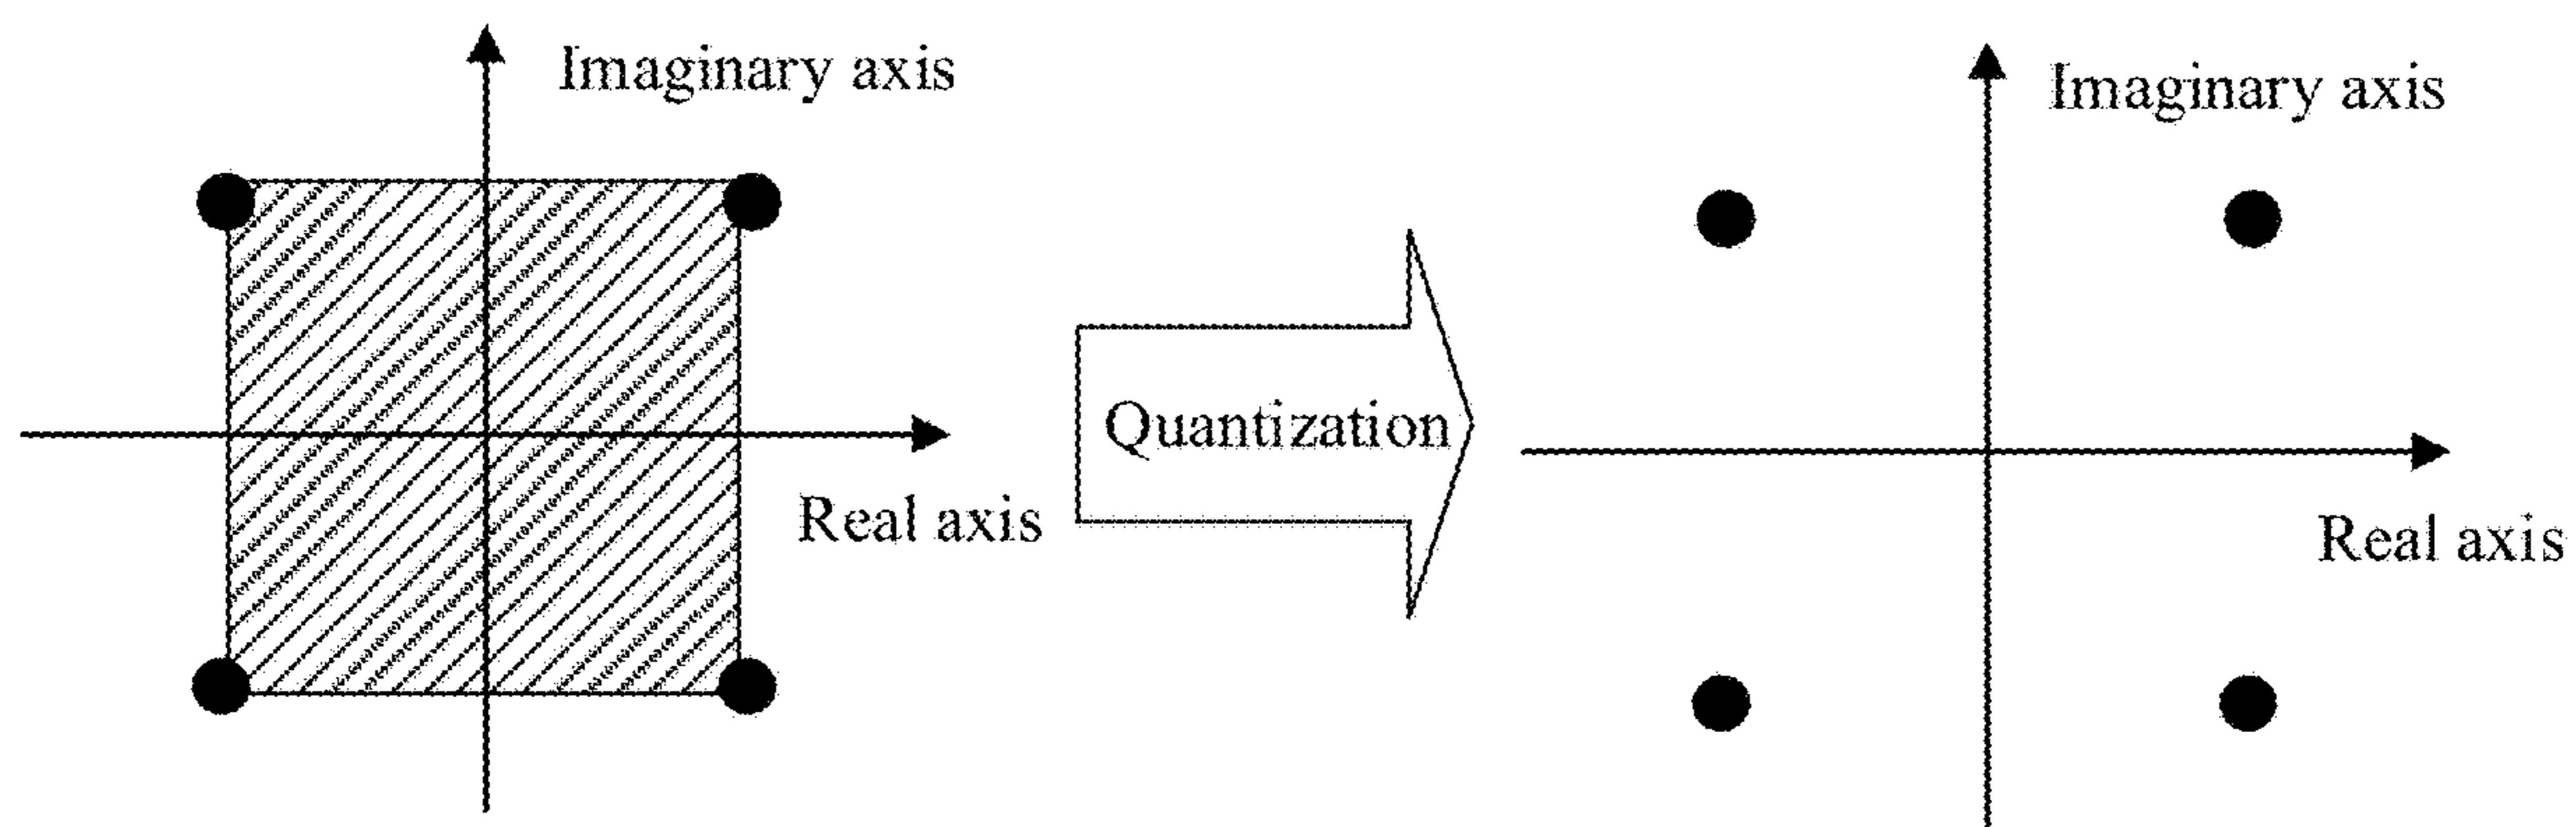 Imaginary axis
Real axis
Quantization
Imaginary axis
Real axis